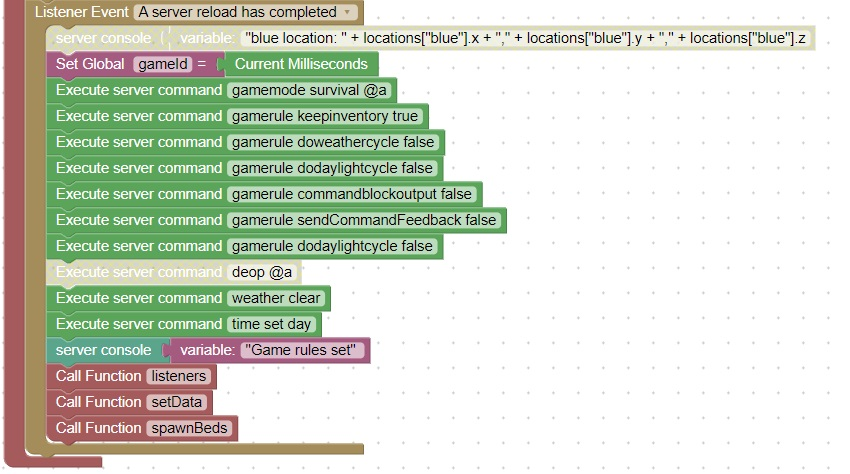 Listener Event A server reload has completed
server console variable: "blue location: " + locations["blue"].x + "," + locations["blue"].y + "," + locations["blue"].z
Set Global gameId = Current Milliseconds
Execute server command gamemode survival @a
Execute server command gamerule keepinventory true
Execute server command gamerule doweathercycle false
Execute server command gamerule dodaylightcycle false
Execute server command gamerule commandblockoutput false
Execute server command gamerule sendCommandFeedback false
Execute server command gamerule dodaylightcycle false
Execute server command deop @a
Execute server command weather clear
Execute server command time set day
server console variable: "Game rules set"
Call Function listeners
Call Function setData
Call Function spawnBeds